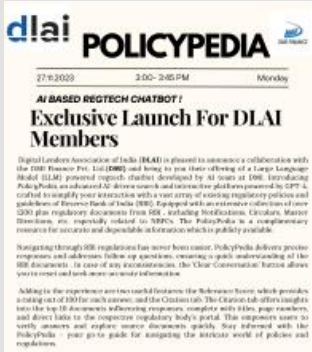 dlai
DMI FINANCE
POLICYPEDIA
27.11.2023 3:00- 3:45 PM Monday
AI BASED REGTECH CHATBOT !
Exclusive Launch For DLAI
Members
Digital Lenders Association of India (DLAI) is pleased to announce a collaboration with
the DMI Finance Pvt. Ltd (DMI) and bring to you their offering of a Large Language
Model (LLM) powered regtech chatbot developed by AI team at DMI. Introducing
PolicyPedia, an advanced AI-driven search and interactive platform powered by GPT-4,
crafted to simplify your interaction with a vast array of existing regulatory policies and
guidelines of Reserve Bank of India (RBI). Equipped with an extensive collection of over
1200 plus regulatory documents from RBI , including Notifications, Circulars, Master
Directions, etc. especially related to NBFCs. The PolicyPedia is a complimentary
resource for accurate and dependable information which is publicly available.
Navigating through RBI regulations has never been easier. PolicyPedia delivers precise
responses and addresses follow up questions, ensuring a quick understanding of the
RBI documents. In case of any inconsistencies, the 'Clear Conversation' button allows
you to reset and seek more accurate information.
Adding to the experience are two useful features: the Relevance Score, which provides
a rating out of 100 for each answer, and the Citation tab. The Citation tab offers insights
into the top 10 documents influencing responses, complete with titles, page numbers,
and direct links to the respective regulatory body's portal. This empowers users to
verify answers and explore source documents quickly. Stay informed with the
PolicyPedia - your go-to guide for navigating the intricate world of policies and
regulations.